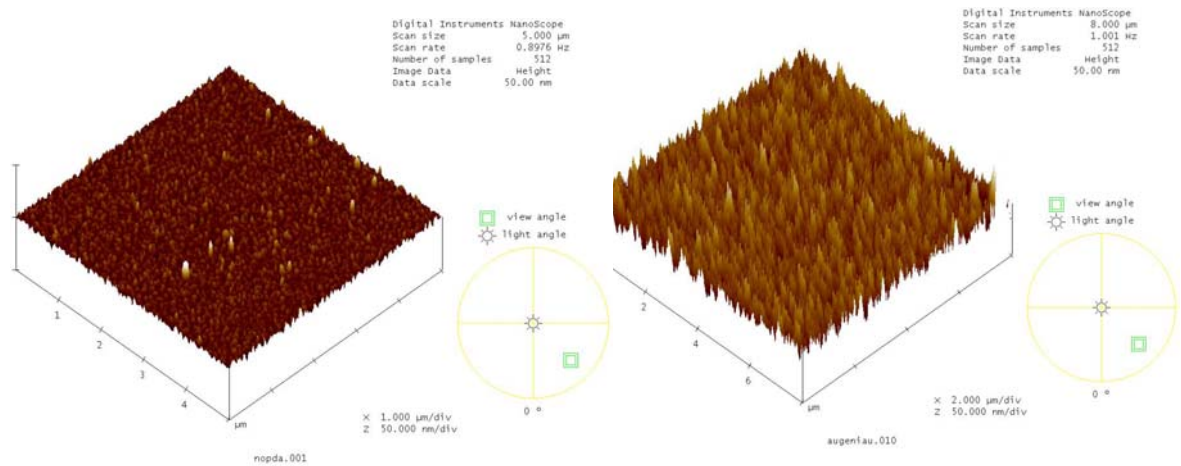 Digital Instruments NanoScope
Scan size 5.000 µm
Scan rate 0.8976 Hz
Number of samples 512
Image Data Height
Data scale 50.00 nm
view angle
light angle
1
2
3
4
µm
0 °
X 1.000 µm/div
Z 50.000 nm/div
nopda.001
Digital Instruments NanoScope
Scan size 8.000 µm
Scan rate 1.001 Hz
Number of samples 512
Image Data Height
Data scale 50.00 nm
view angle
light angle
2
4
6
µm
0 °
X 2.000 µm/div
Z 50.000 nm/div
augeniau.010